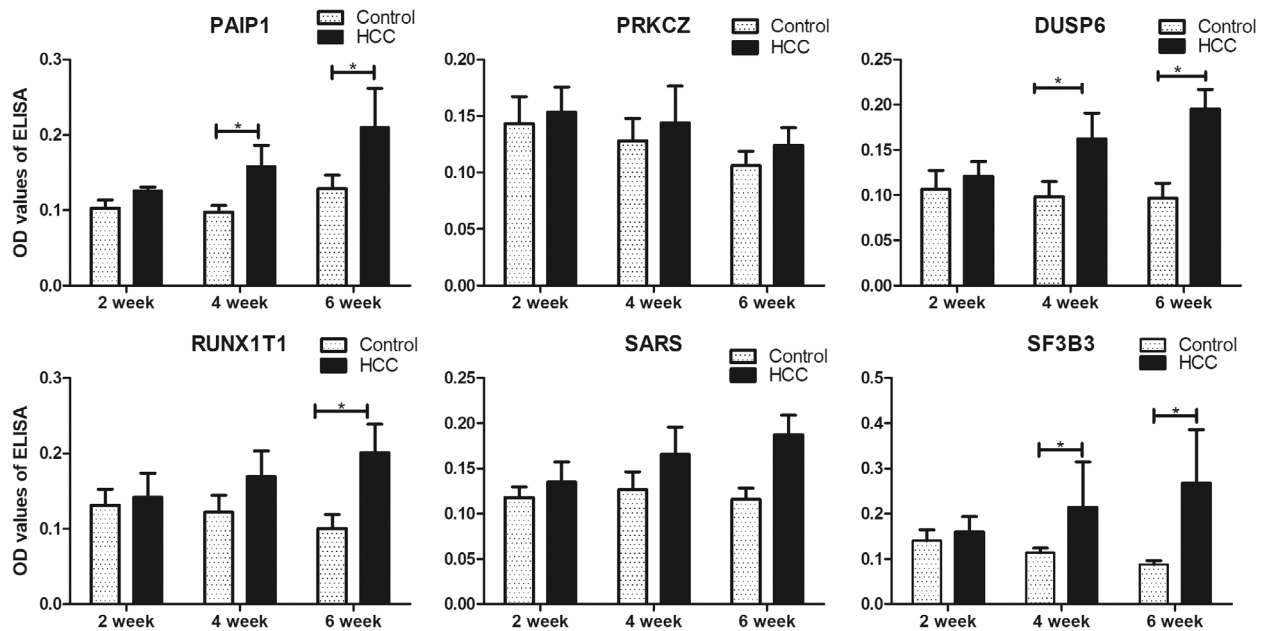 PAIP1
Control
HCC
OD values of ELISA
0.3
0.2
0.1
0.0
*
*
2 week
4 week
6 week
PRKCZ
Control
HCC
0.20
0.15
0.10
0.05
0.00
2 week
4 week
6 week
DUSP6
Control
HCC
0.25
0.20
0.15
0.10
0.05
0.00
*
*
2 week
4 week
6 week
RUNX1T1
Control
HCC
OD values of ELISA
0.3
0.2
0.1
0.0
*
2 week
4 week
6 week
SARS
Control
HCC
0.25
0.20
0.15
0.10
0.05
0.00
2 week
4 week
6 week
SF3B3
Control
HCC
0.5
0.4
0.3
0.2
0.1
0.0
*
*
2 week
4 week
6 week